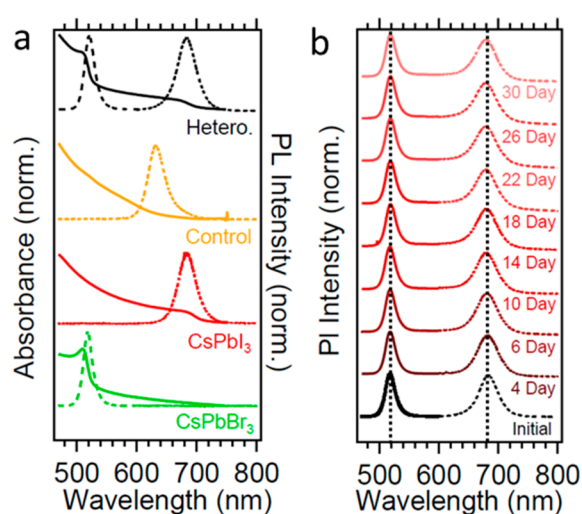 a
Absorbance (norm.)
Hetero.
Control
CsPbI₃
CsPbBr₃
PL Intensity (norm.)
500 600 700 800
Wavelength (nm)
b
PI Intensity (norm.)
30 Day
26 Day
22 Day
18 Day
14 Day
10 Day
6 Day
4 Day
Initial
500 600 700 800
Wavelength (nm)